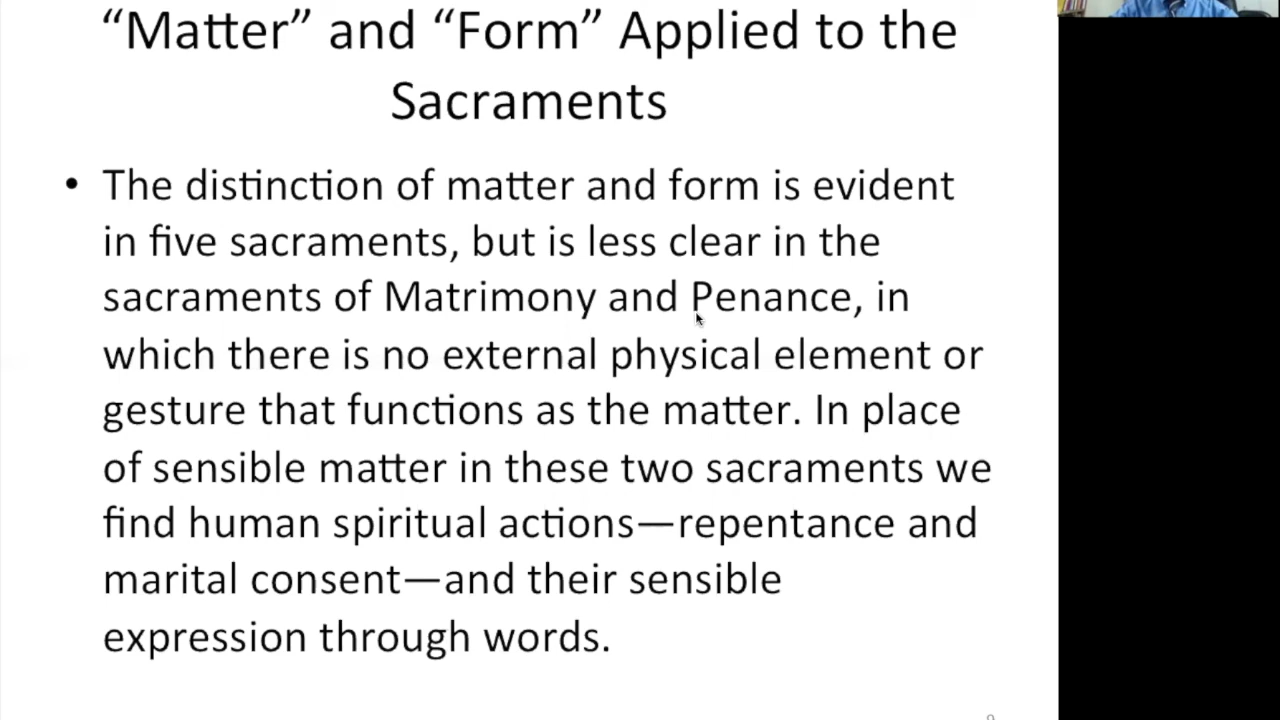 “Matter” and “Form” Applied to the
Sacraments
• The distinction of matter and form is evident
in five sacraments, but is less clear in the
sacraments of Matrimony and Penance, in
which there is no external physical element or
gesture that functions as the matter. In place
of sensible matter in these two sacraments we
find human spiritual actions—repentance and
marital consent—and their sensible
expression through words.